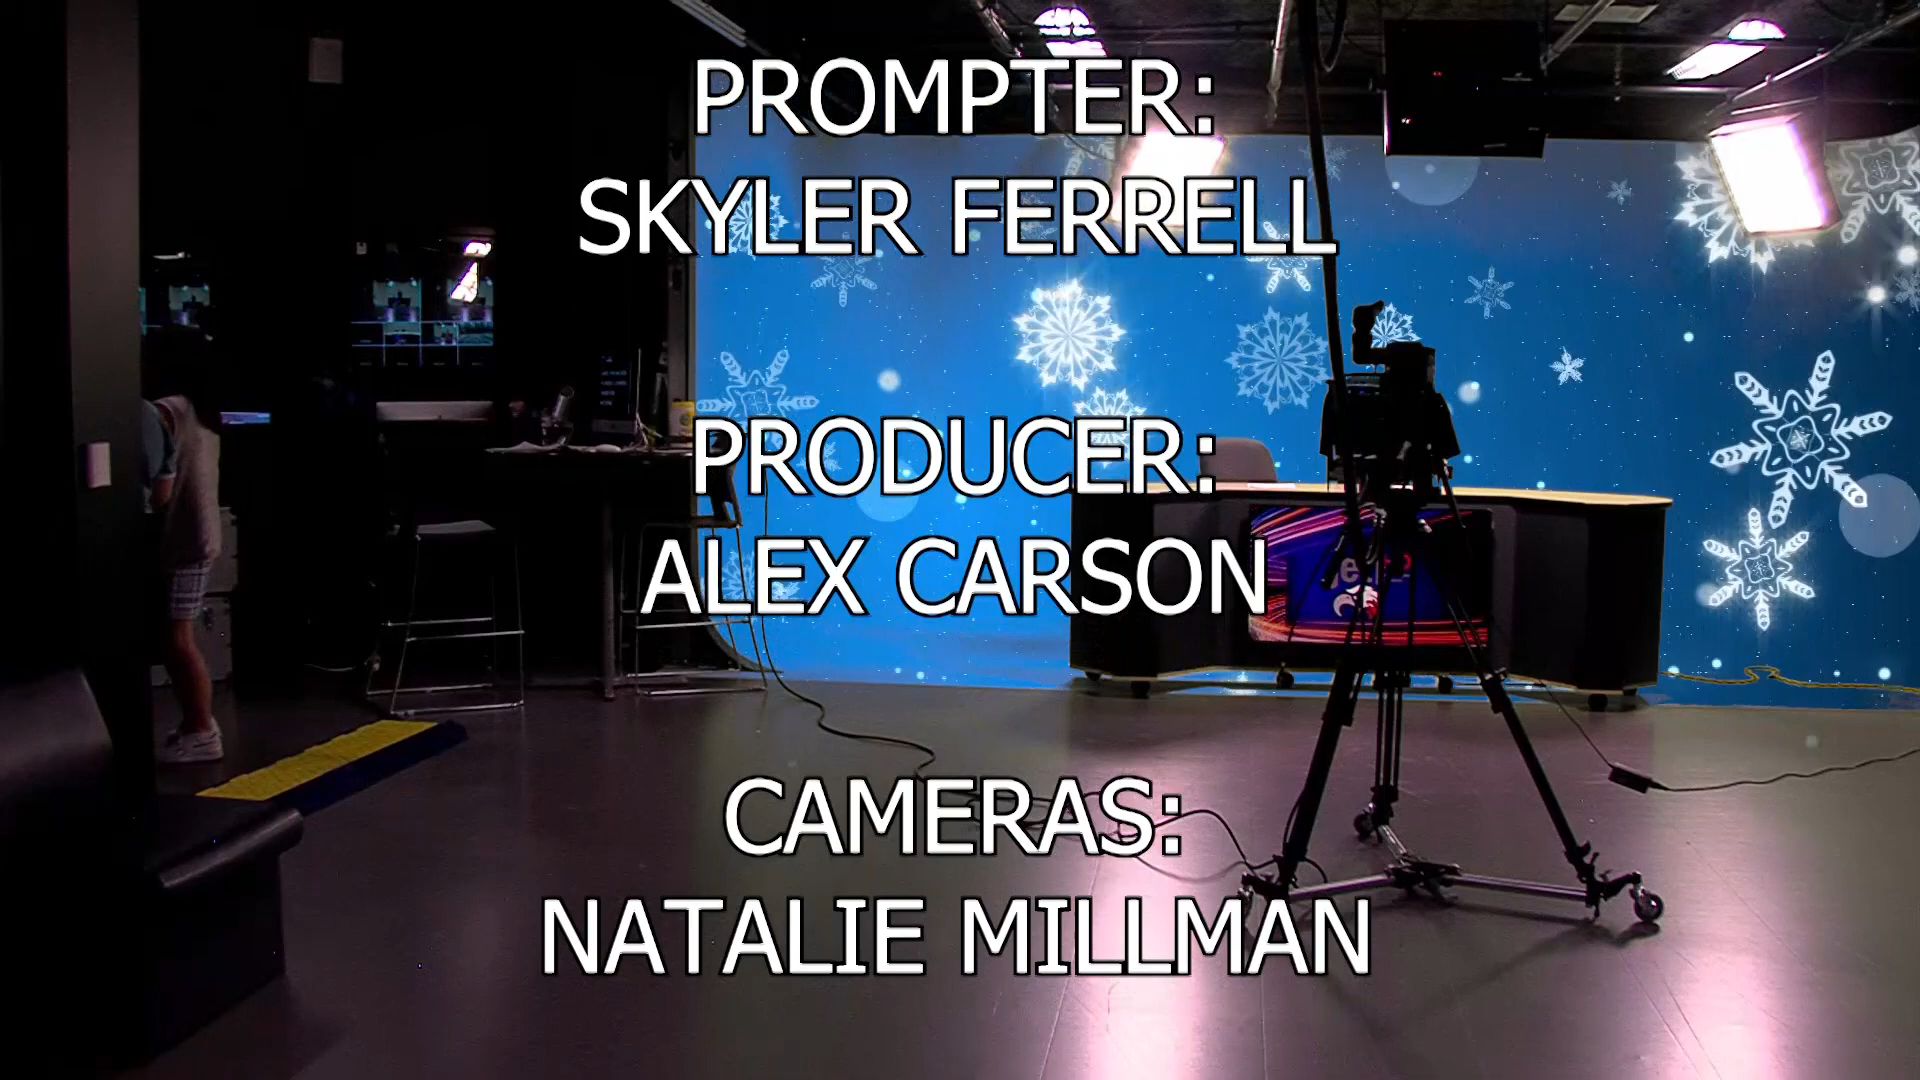 PROMPTER:
SKYLER FERRELL
PRODUCER:
ALEX CARSON
CAMERAS:
NATALIE MILLMAN